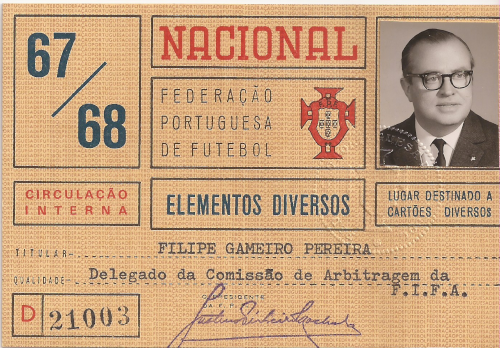 67/68
NACIONAL
FEDERAÇÃO
PORTUGUESA
DE FUTEBOL
CIRCULAÇÃO
INTERNA
ELEMENTOS DIVERSOS
LUGAR DESTINADO A
CARTÕES DIVERSOS
TITULAR- FILIPE GAMEIRO PEREIRA
QUALIDADE- Delegado da Comissão de Arbitragem da
F.I.F.A.
O PRESIDENTE
D 21003